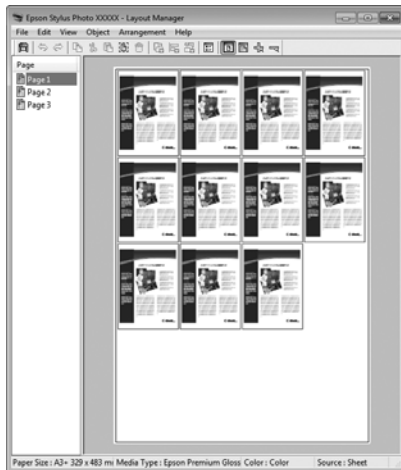 Epson Stylus Photo XXXXX - Layout Manager
File Edit View Object Arrangement Help
Page
Page 1
Page 2
Page 3
Paper Size : A3+ 329 x 483 mi Media Type : Epson Premium Gloss Color : Color Source : Sheet